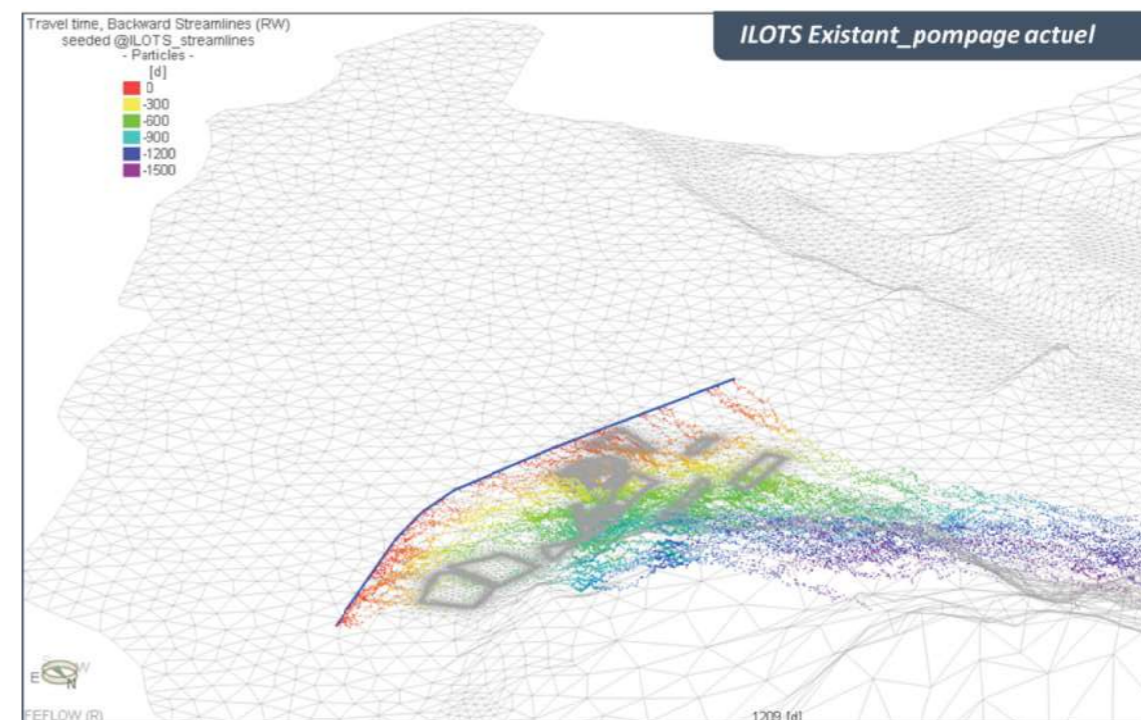 Travel time, Backward Streamlines (RW)
seeded @ILOTS_streamlines
- Particles -
[d]
0
-300
-600
-900
-1200
-1500
ILOTS Existant_pompage actuel
E
N
W
FEFLOW (R)
1209 [d]